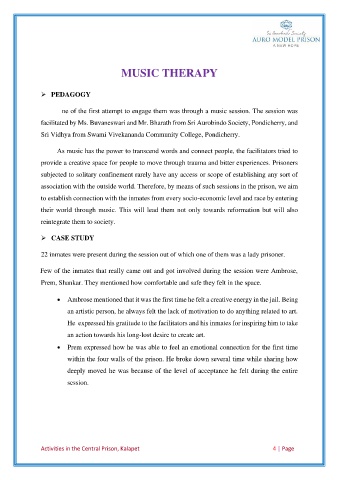 Sri Aurobindo Society
AURO MODEL PRISON
A NEW HOPE
MUSIC THERAPY
➢ PEDAGOGY
ne of the first attempt to engage them was through a music session. The session was
facilitated by Ms. Buvaneswari and Mr. Bharath from Sri Aurobindo Society, Pondicherry, and
Sri Vidhya from Swami Vivekananda Community College, Pondicherry.
As music has the power to transcend words and connect people, the facilitators tried to
provide a creative space for people to move through trauma and bitter experiences. Prisoners
subjected to solitary confinement rarely have any access or scope of establishing any sort of
association with the outside world. Therefore, by means of such sessions in the prison, we aim
to establish connection with the inmates from every socio-economic level and race by entering
their world through music. This will lead them not only towards reformation but will also
reintegrate them to society.
➢ CASE STUDY
22 inmates were present during the session out of which one of them was a lady prisoner.
Few of the inmates that really came out and got involved during the session were Ambrose,
Prem, Shankar. They mentioned how comfortable and safe they felt in the space.
• Ambrose mentioned that it was the first time he felt a creative energy in the jail. Being
an artistic person, he always felt the lack of motivation to do anything related to art.
He expressed his gratitude to the facilitators and his inmates for inspiring him to take
an action towards his long-lost desire to create art.
• Prem expressed how he was able to feel an emotional connection for the first time
within the four walls of the prison. He broke down several time while sharing how
deeply moved he was because of the level of acceptance he felt during the entire
session.
Activities in the Central Prison, Kalapet 4 | Page